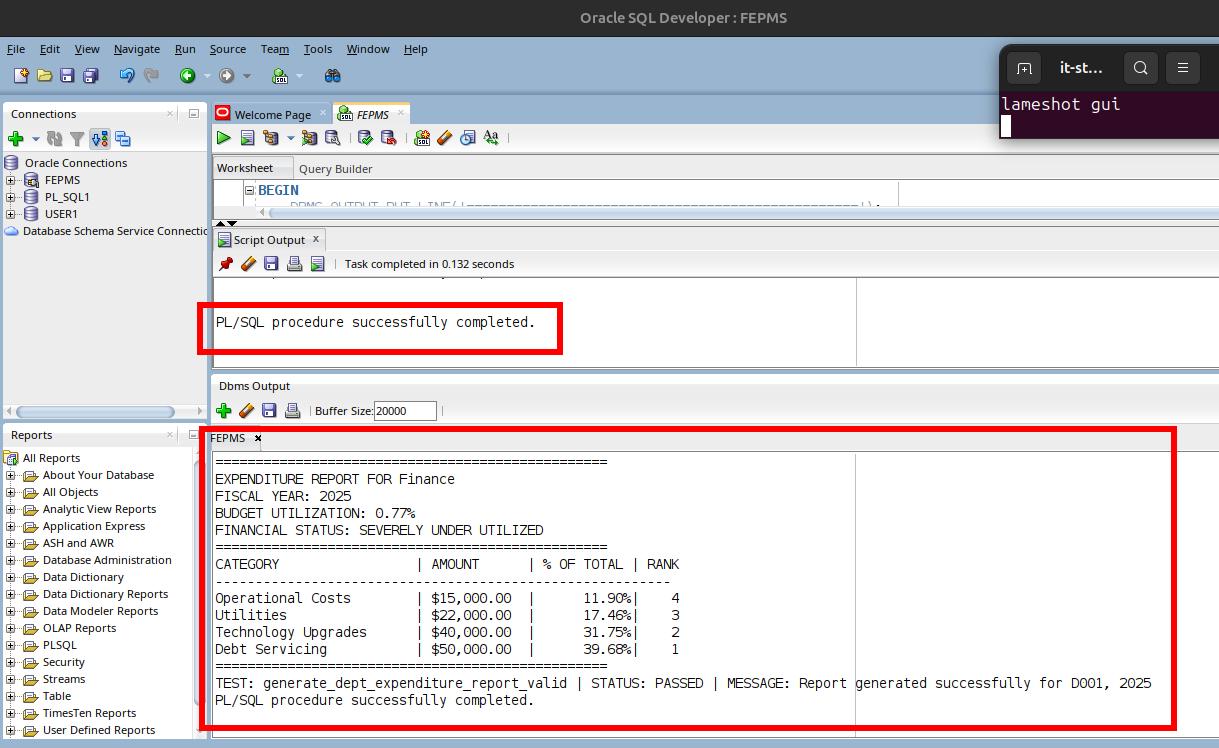 Oracle SQL Developer : FEPMS
File Edit View Navigate Run Source Team Tools Window Help
it-st...
lameshot gui
Connections
Oracle Connections
FEPMS
PL_SQL1
USER1
Database Schema Service Connectio
Reports
All Reports
About Your Database
All Objects
Analytic View Reports
Application Express
ASH and AWR
Database Administration
Data Dictionary
Data Dictionary Reports
Data Modeler Reports
OLAP Reports
PLSQL
Security
Streams
Table
TimesTen Reports
User Defined Reports
Welcome Page
FEPMS
Worksheet Query Builder
BEGIN
DBMS_OUTPUT.PUT_LINE('=================================================');
Script Output
Task completed in 0.132 seconds
PL/SQL procedure successfully completed.
Dbms Output
Buffer Size: 20000
FEPMS
=================================================
EXPENDITURE REPORT FOR Finance
FISCAL YEAR: 2025
BUDGET UTILIZATION: 0.77%
FINANCIAL STATUS: SEVERELY UNDER UTILIZED
=================================================
CATEGORY | AMOUNT | % OF TOTAL | RANK
---------------------------------------------------------
Operational Costs | $15,000.00 | 11.90%| 4
Utilities | $22,000.00 | 17.46%| 3
Technology Upgrades | $40,000.00 | 31.75%| 2
Debt Servicing | $50,000.00 | 39.68%| 1
=================================================
TEST: generate_dept_expenditure_report_valid | STATUS: PASSED | MESSAGE: Report generated successfully for D001, 2025
PL/SQL procedure successfully completed.